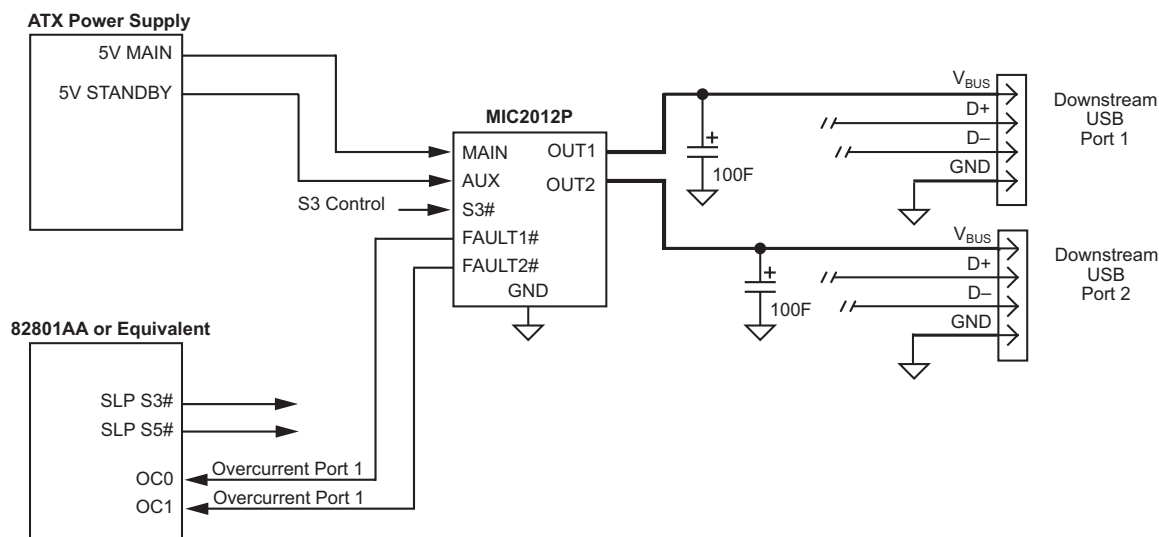 ATX Power Supply
5V MAIN
5V STANDBY
MIC2012P
MAIN
AUX
S3#
FAULT1#
FAULT2#
GND
OUT1
OUT2
S3 Control
100F
100F
VBUS
D+
D–
GND
Downstream
USB
Port 1
VBUS
D+
D–
GND
Downstream
USB
Port 2
82801AA or Equivalent
SLP S3#
SLP S5#
OC0
OC1
Overcurrent Port 1
Overcurrent Port 1